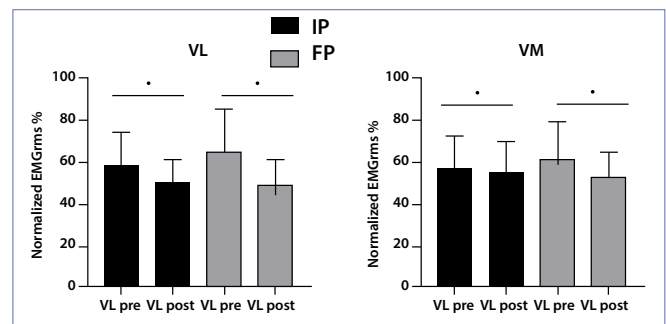 IP
FP
VL
Normalized EMGrms %
100
80
60
40
20
0
VL pre VL post VL pre VL post
VM
Normalized EMGrms %
100
80
60
40
20
0
VL pre VL post VL pre VL post